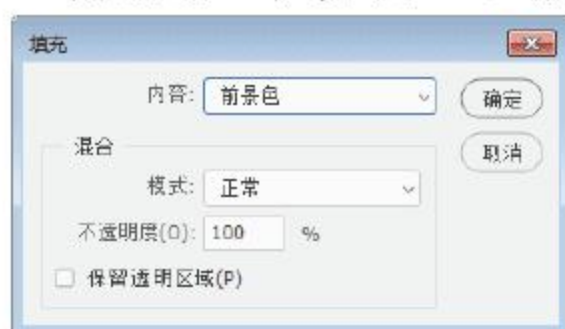 填充
内容: 前景色
确定
混合
取消
模式: 正常
不透明度(O): 100 %
保留透明区域(P)